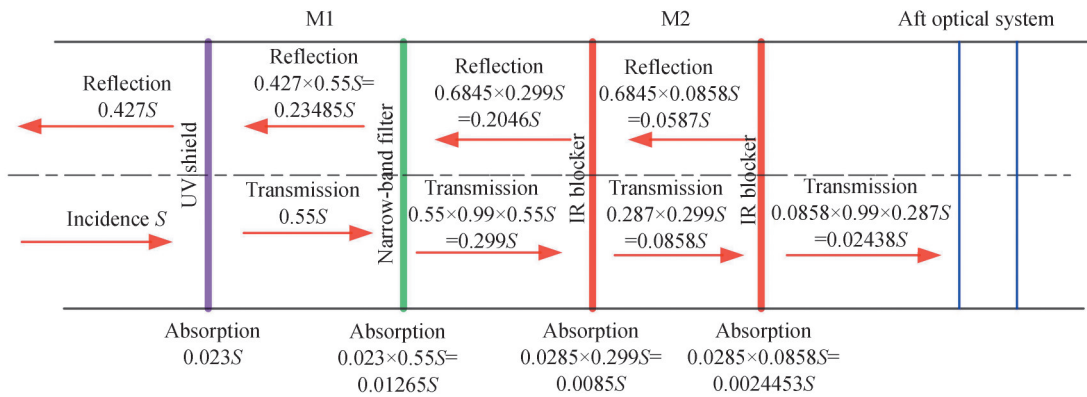 M1
M2
Aft optical system
Reflection
0.427S
UV shield
Reflection
0.427×0.55S=
0.23485S
Narrow-band filter
Reflection
0.6845×0.299S
=0.2046S
IR blocker
Reflection
0.6845×0.0858S
=0.0587S
IR blocker
Incidence S
Transmission
0.55S
Transmission
0.55×0.99×0.55S
=0.299S
Transmission
0.287×0.299S
=0.0858S
Transmission
0.0858×0.99×0.287S
=0.02438S
Absorption
0.023S
Absorption
0.023×0.55S=
0.01265S
Absorption
0.0285×0.299S=
0.0085S
Absorption
0.0285×0.0858S=
0.0024453S